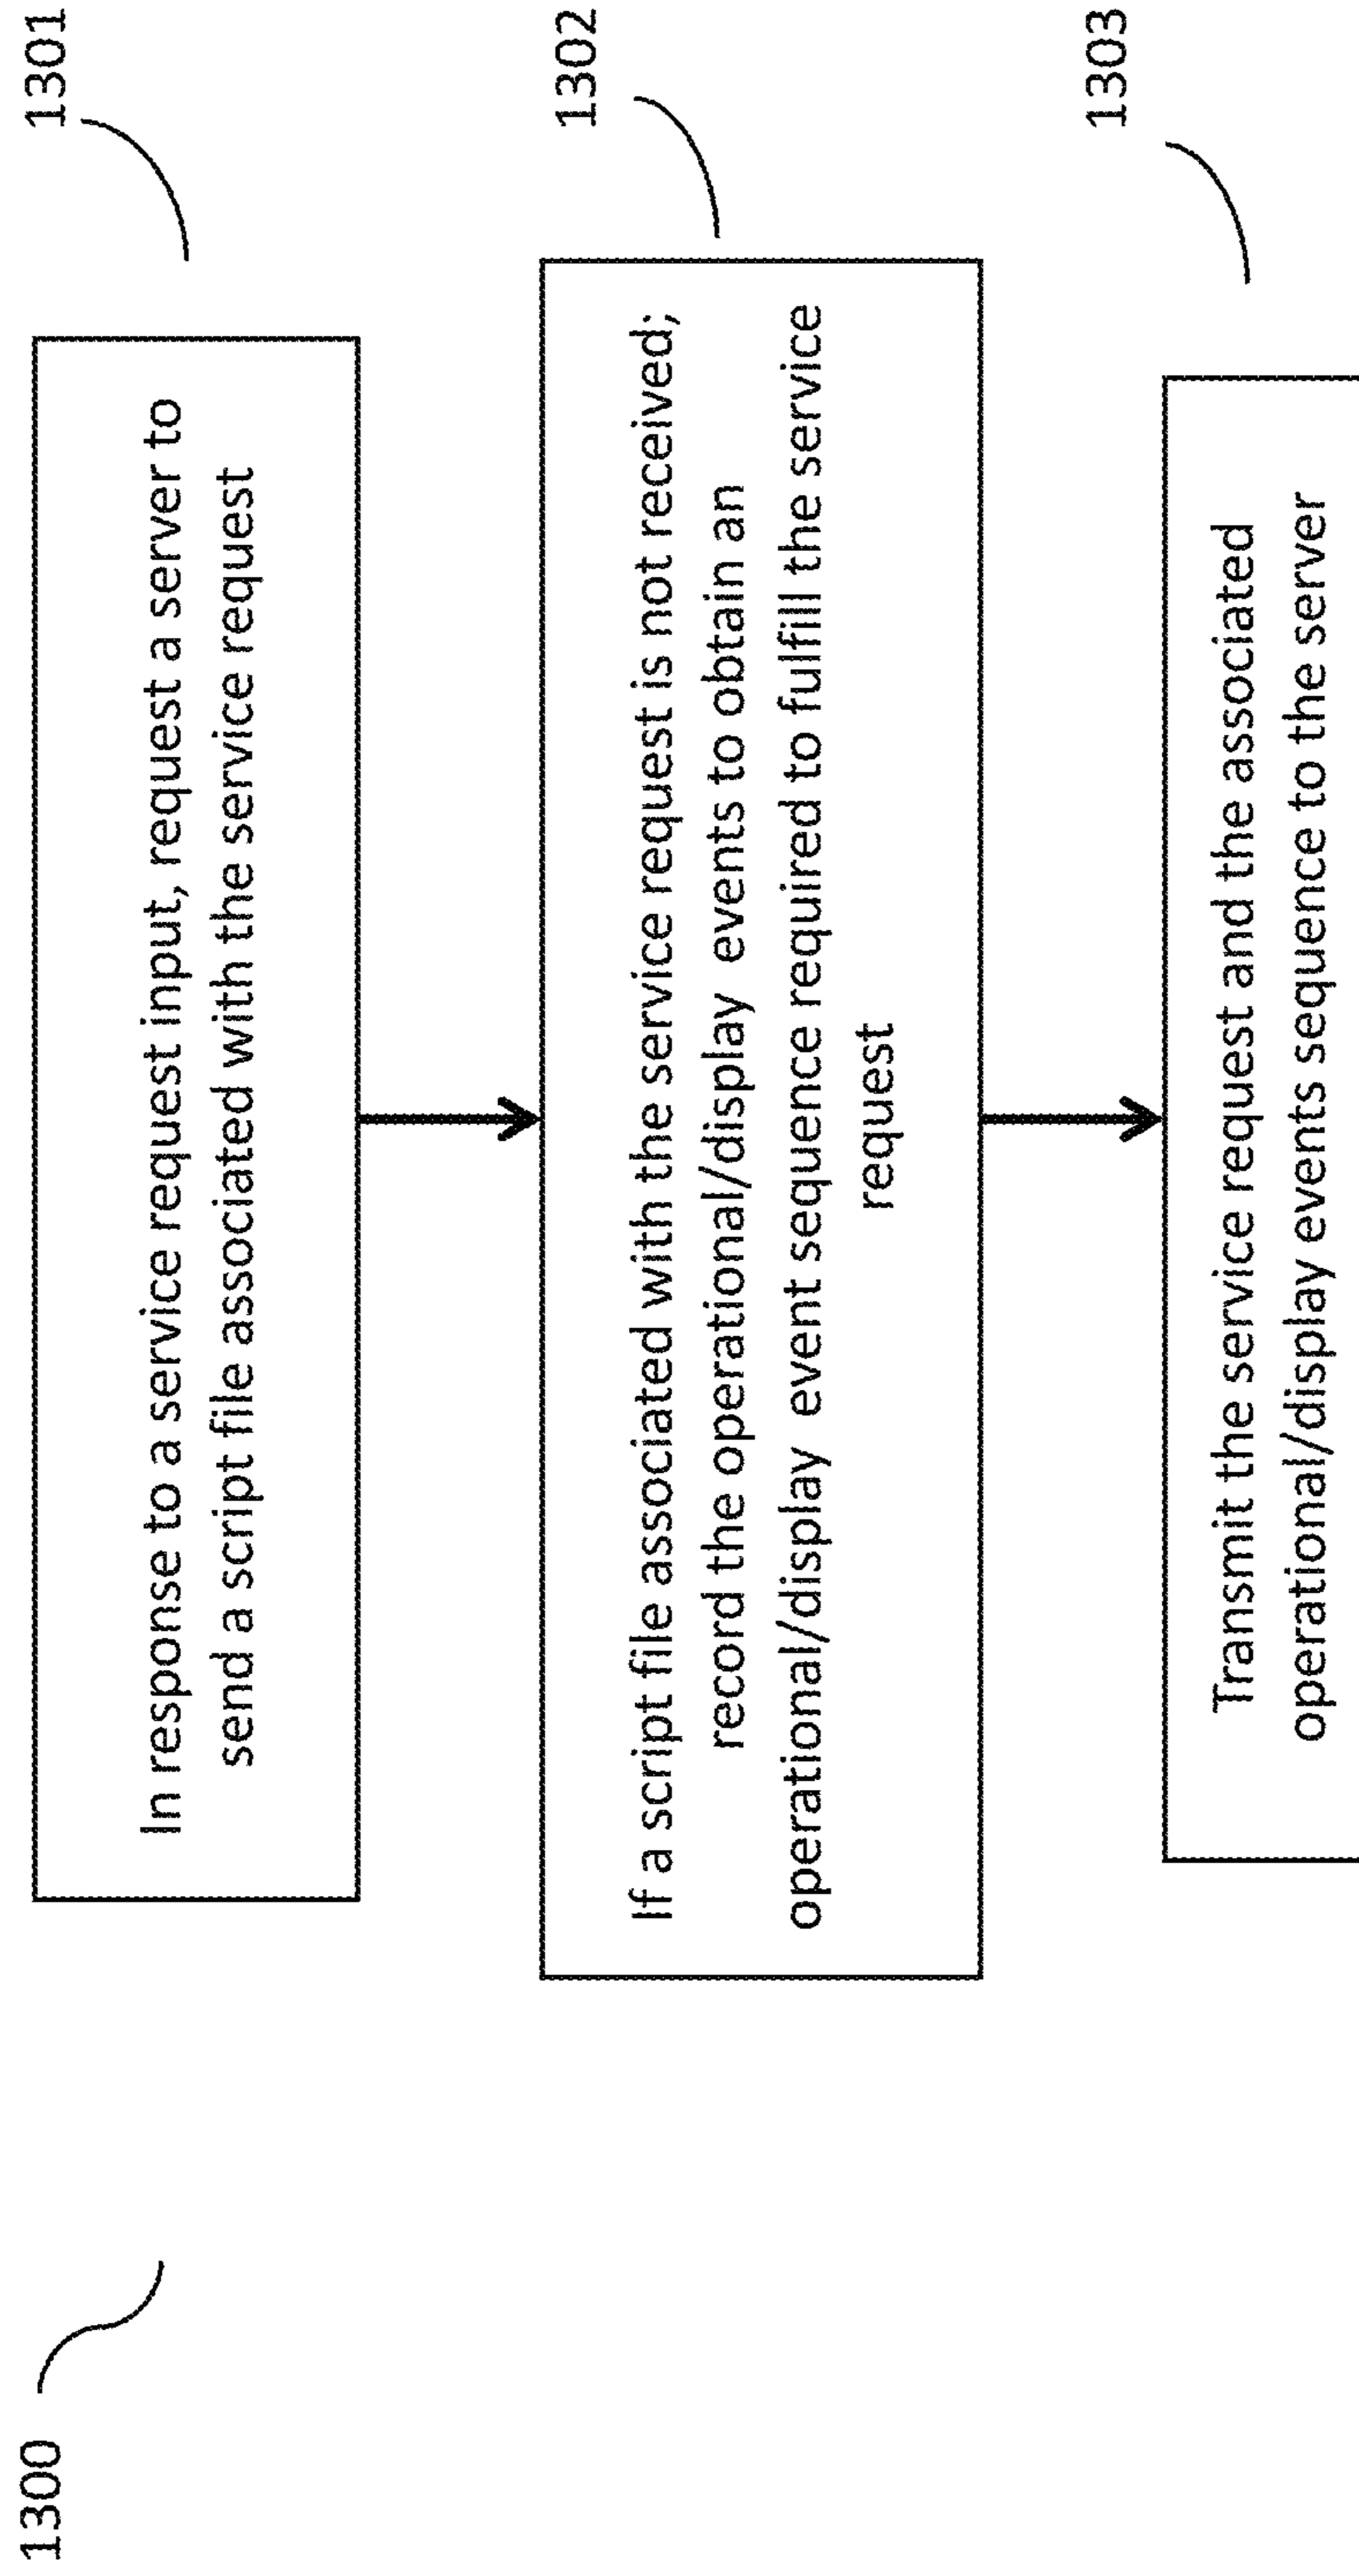 1300
1301
In response to a service request input, request a server to
send a script file associated with the service request
1302
If a script file associated with the service request is not received;
record the operational/display events to obtain an
operational/display event sequence required to fulfill the service
request
1303
Transmit the service request and the associated
operational/display events sequence to the server